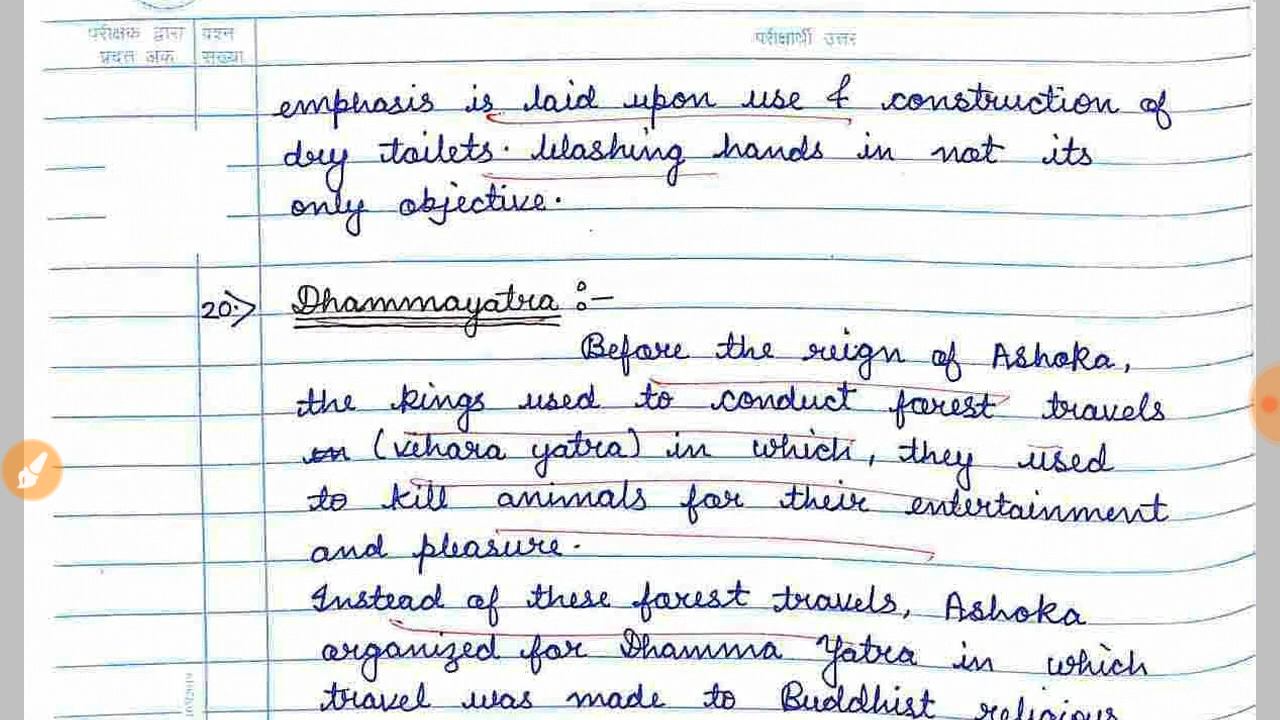 परीक्षक द्वारा प्रश्न परीक्षार्थी उत्तर
प्रदत्त अंक संख्या
emphasis is laid upon use & construction of
dry toilets. Washing hands in not its
only objective.
20:> Dhammayatra :-
Before the reign of Ashoka,
the kings used to conduct forest travels
(vihara yatra) in which, they used
to kill animals for their entertainment
and pleasure.
Instead of these forest travels, Ashoka
organized for Dhamma Yatra in which
travel was made to Buddhist religious